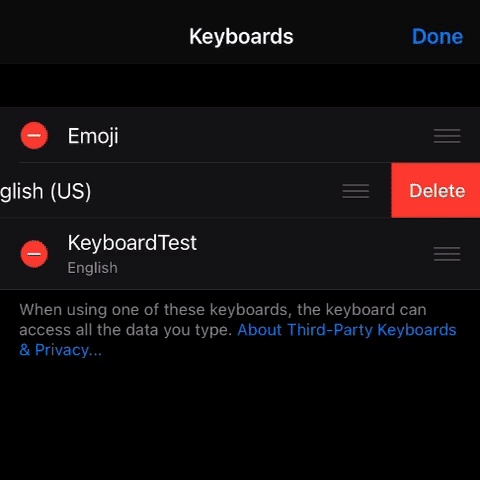 Keyboards
Done
Emoji
glish (US)
Delete
KeyboardTest
English
When using one of these keyboards, the keyboard can
access all the data you type. About Third-Party Keyboards
& Privacy...